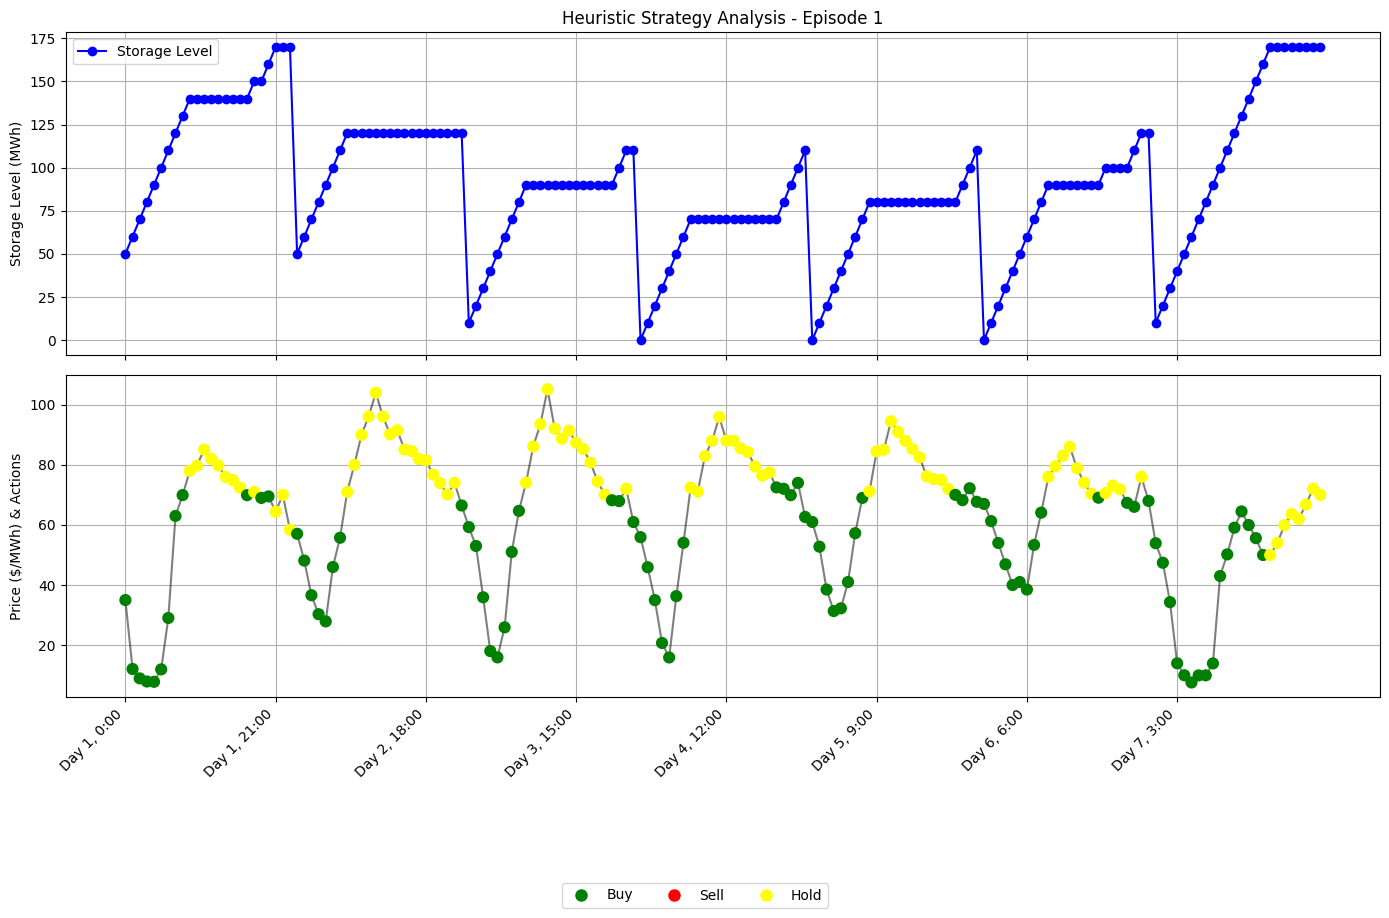 Heuristic Strategy Analysis - Episode 1
Storage Level
Storage Level (MWh)
175
150
125
100
75
50
25
0
Price ($/MWh) & Actions
100
80
60
40
20
Day 1, 0:00
Day 1, 21:00
Day 2, 18:00
Day 3, 15:00
Day 4, 12:00
Day 5, 9:00
Day 6, 6:00
Day 7, 3:00
Buy
Sell
Hold